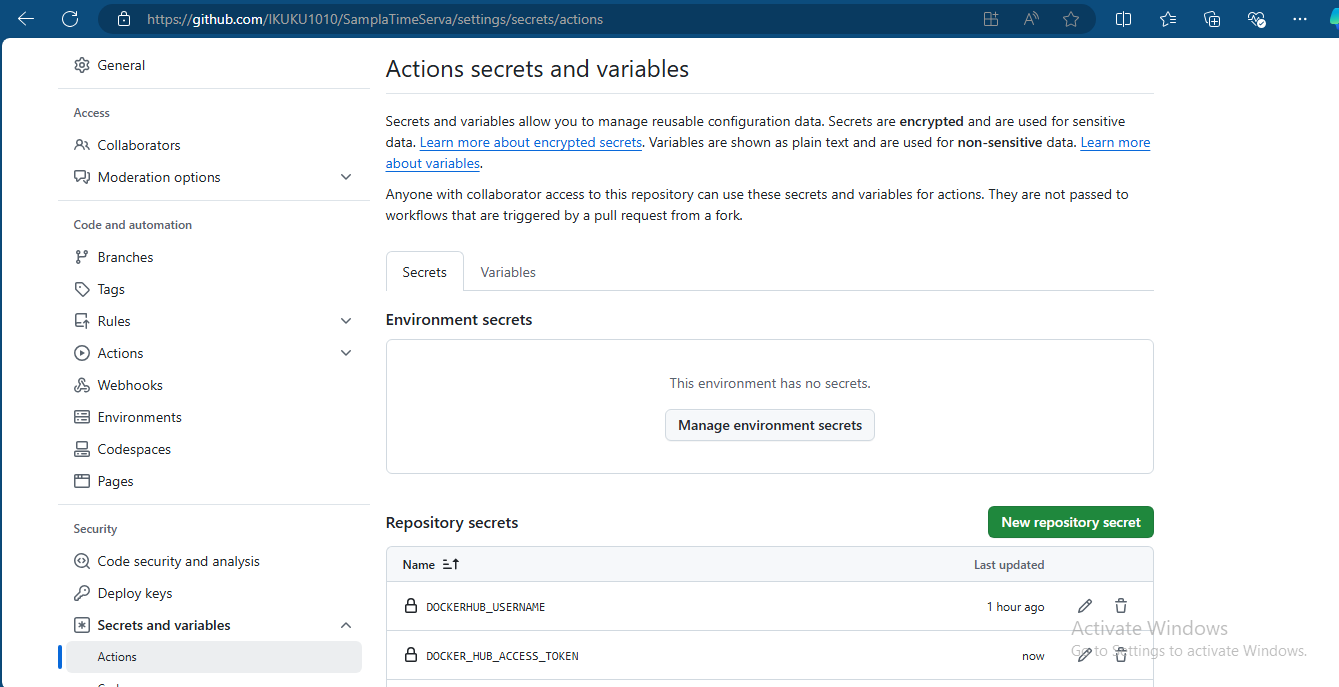 https://github.com/IKUKU1010/SamplaTimeServa/settings/secrets/actions
General
Access
Collaborators
Moderation options
Code and automation
Branches
Tags
Rules
Actions
Webhooks
Environments
Codespaces
Pages
Security
Code security and analysis
Deploy keys
Secrets and variables
Actions
Actions secrets and variables
Secrets and variables allow you to manage reusable configuration data. Secrets are encrypted and are used for sensitive
data. Learn more about encrypted secrets. Variables are shown as plain text and are used for non-sensitive data. Learn more
about variables.
Anyone with collaborator access to this repository can use these secrets and variables for actions. They are not passed to
workflows that are triggered by a pull request from a fork.
Secrets Variables
Environment secrets
This environment has no secrets.
Manage environment secrets
Repository secrets
New repository secret
Name Last updated
DOCKERHUB_USERNAME 1 hour ago
DOCKER_HUB_ACCESS_TOKEN now
Activate Windows
Go to Settings to activate Windows.